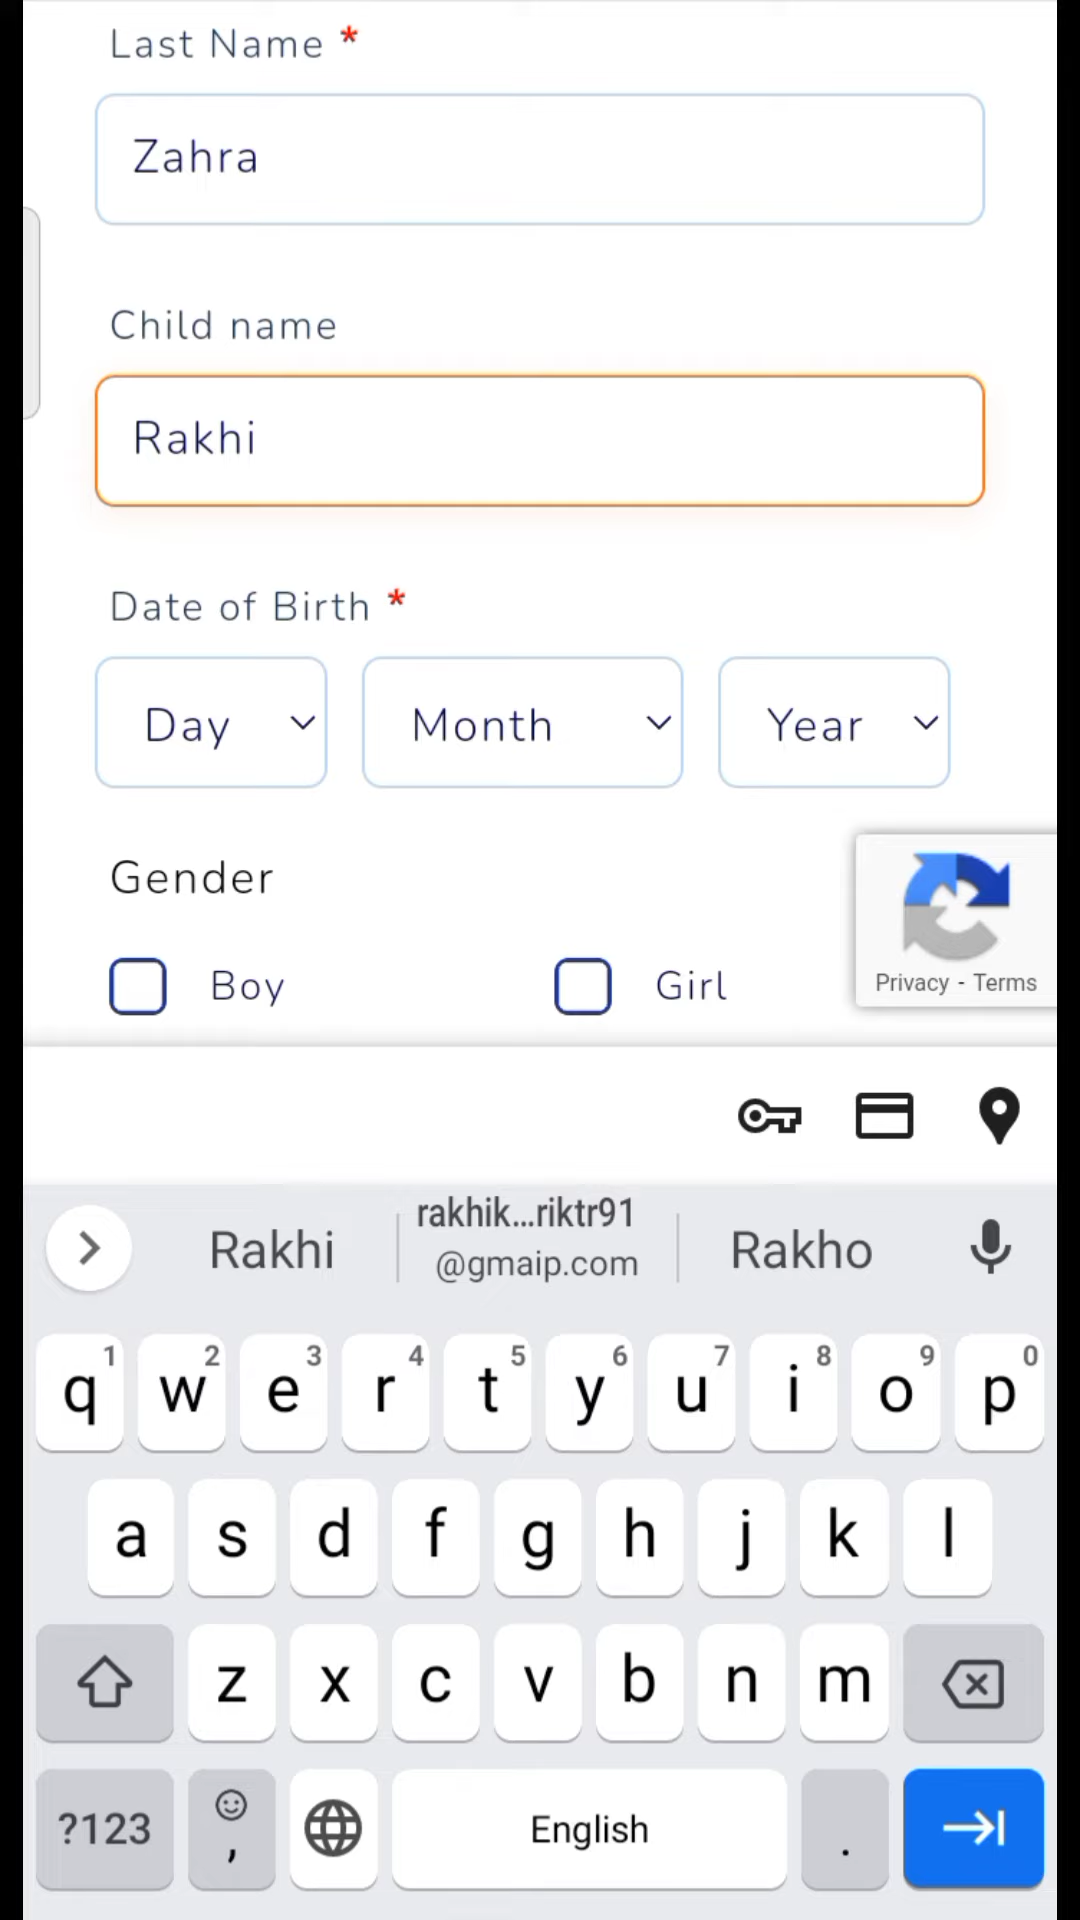 Last Name *
Zahra
Child name
Rakhi
Date of Birth *
Day Month Year
Gender
Boy Girl
Privacy - Terms
Rakhi rakhik...riktr91 Rakho
@gmaip.com
1 2 3 4 5 6 7 8 9 0
q w e r t y u i o p
a s d f g h j k l
z x c v b n m
?123 , English .